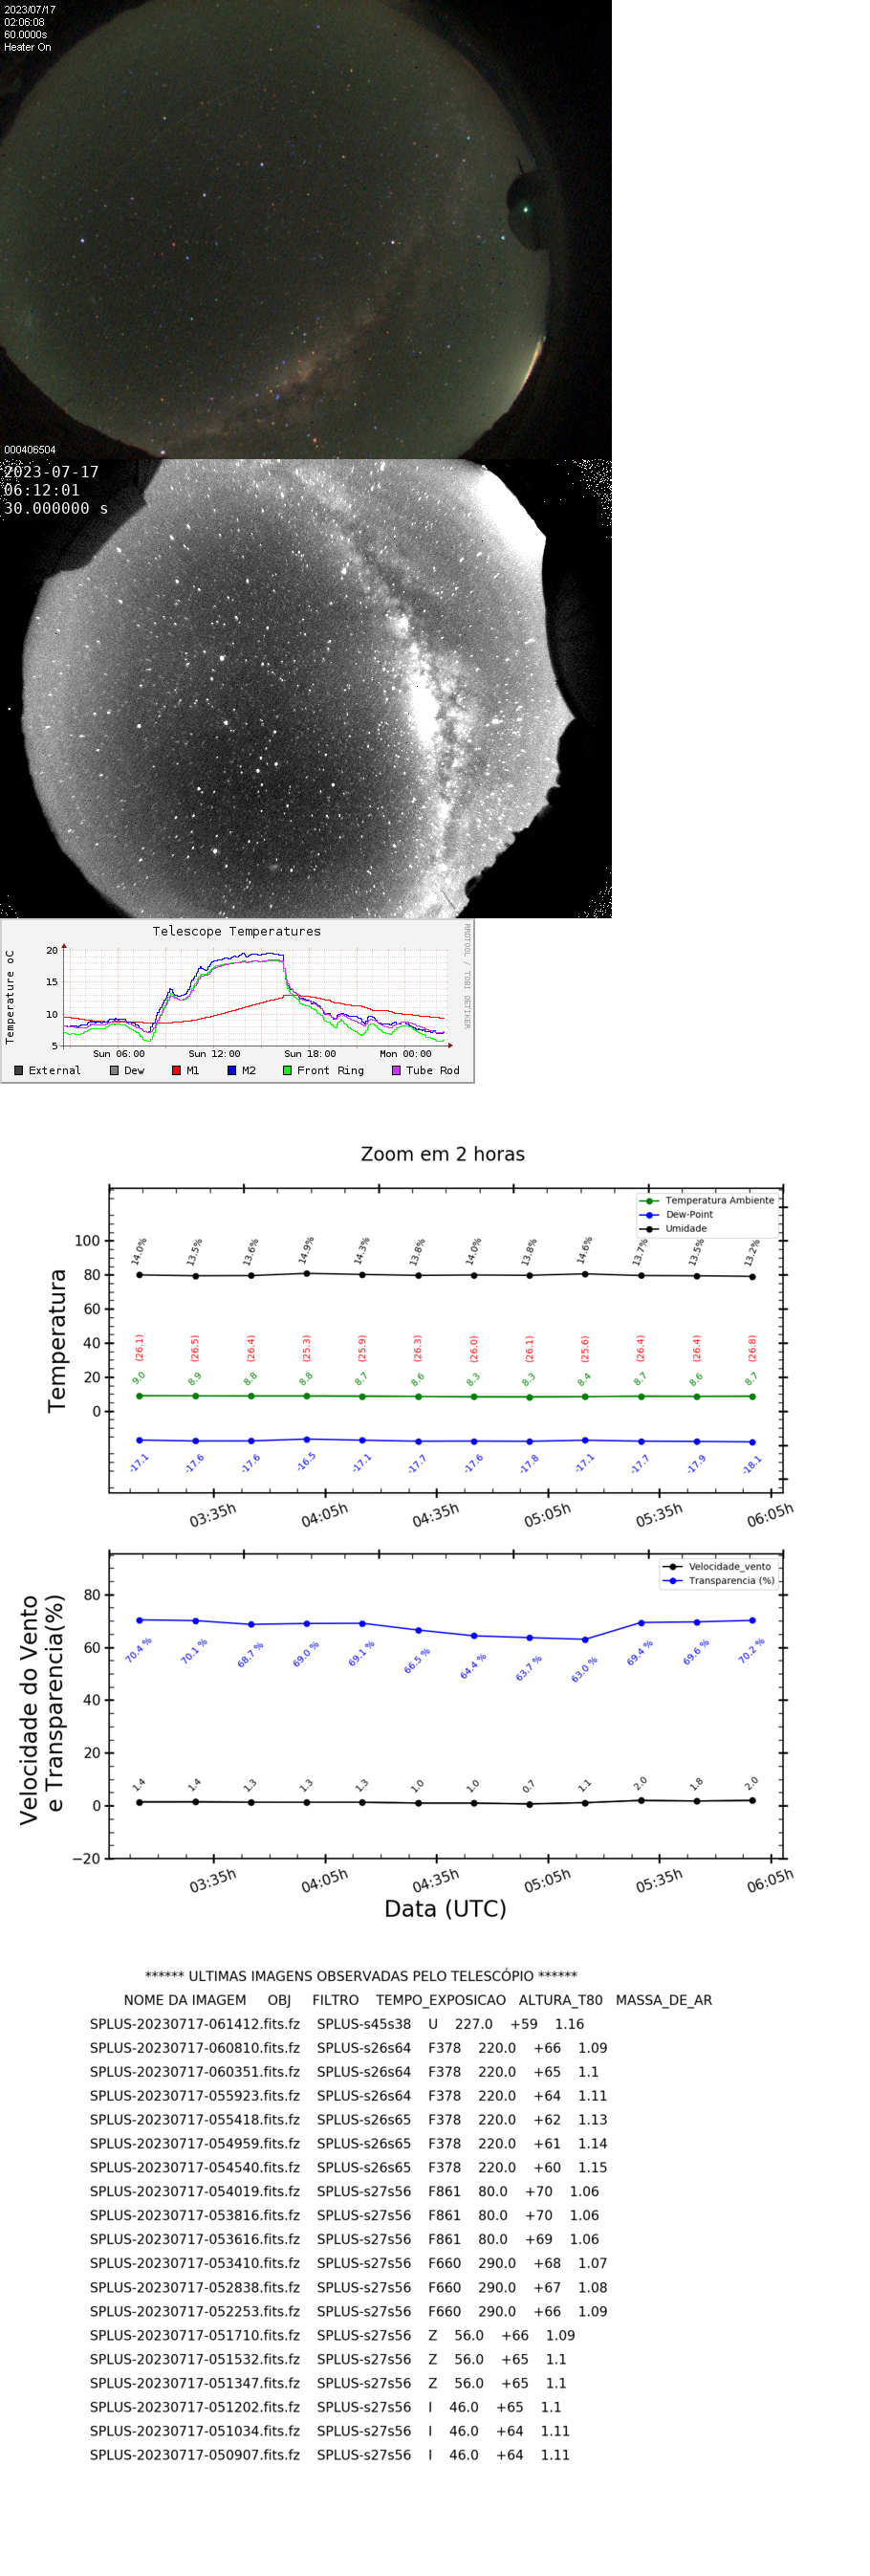 2023/07/17
02:06:08
60.0000s
Heater On
000406504
2023-07-17
06:12:01
30.000000 s
Telescope Temperatures
RRDTOOL / TOBI OETIKER
Temperature oC
20
15
10
5
Sun 06:00 Sun 12:00 Sun 18:00 Mon 00:00
External Dew M1 M2 Front Ring Tube Rod
Zoom em 2 horas
Temperatura Ambiente
Dew-Point
Umidade
Temperatura
100
80
60
40
20
0
14.0% 13.5% 13.6% 14.9% 14.3% 13.8% 14.0% 13.8% 14.6% 13.7% 13.5% 13.2%
(26.1) (26.5) (26.4) (25.3) (25.9) (26.3) (26.0) (26.1) (25.6) (26.4) (26.4) (26.8)
9.0 8.9 8.8 8.8 8.7 8.6 8.3 8.3 8.4 8.7 8.6 8.7
-17.1 -17.6 -17.6 -16.5 -17.1 -17.7 -17.6 -17.8 -17.1 -17.7 -17.9 -18.1
03:35h 04:05h 04:35h 05:05h 05:35h 06:05h
Velocidade_vento
Transparencia (%)
Velocidade do Vento
e Transparencia(%)
80
60
40
20
0
−20
70.4 % 70.1 % 68.7 % 69.0 % 69.1 % 66.5 % 64.4 % 63.7 % 63.0 % 69.4 % 69.6 % 70.2 %
1.4 1.4 1.3 1.3 1.3 1.0 1.0 0.7 1.1 2.0 1.8 2.0
03:35h 04:05h 04:35h 05:05h 05:35h 06:05h
Data (UTC)
****** ULTIMAS IMAGENS OBSERVADAS PELO TELESCÓPIO ******
NOME DA IMAGEM OBJ FILTRO TEMPO_EXPOSICAO ALTURA_T80 MASSA_DE_AR
SPLUS-20230717-061412.fits.fz SPLUS-s45s38 U 227.0 +59 1.16
SPLUS-20230717-060810.fits.fz SPLUS-s26s64 F378 220.0 +66 1.09
SPLUS-20230717-060351.fits.fz SPLUS-s26s64 F378 220.0 +65 1.1
SPLUS-20230717-055923.fits.fz SPLUS-s26s64 F378 220.0 +64 1.11
SPLUS-20230717-055418.fits.fz SPLUS-s26s65 F378 220.0 +62 1.13
SPLUS-20230717-054959.fits.fz SPLUS-s26s65 F378 220.0 +61 1.14
SPLUS-20230717-054540.fits.fz SPLUS-s26s65 F378 220.0 +60 1.15
SPLUS-20230717-054019.fits.fz SPLUS-s27s56 F861 80.0 +70 1.06
SPLUS-20230717-053816.fits.fz SPLUS-s27s56 F861 80.0 +70 1.06
SPLUS-20230717-053616.fits.fz SPLUS-s27s56 F861 80.0 +69 1.06
SPLUS-20230717-053410.fits.fz SPLUS-s27s56 F660 290.0 +68 1.07
SPLUS-20230717-052838.fits.fz SPLUS-s27s56 F660 290.0 +67 1.08
SPLUS-20230717-052253.fits.fz SPLUS-s27s56 F660 290.0 +66 1.09
SPLUS-20230717-051710.fits.fz SPLUS-s27s56 Z 56.0 +66 1.09
SPLUS-20230717-051532.fits.fz SPLUS-s27s56 Z 56.0 +65 1.1
SPLUS-20230717-051347.fits.fz SPLUS-s27s56 Z 56.0 +65 1.1
SPLUS-20230717-051202.fits.fz SPLUS-s27s56 I 46.0 +65 1.1
SPLUS-20230717-051034.fits.fz SPLUS-s27s56 I 46.0 +64 1.11
SPLUS-20230717-050907.fits.fz SPLUS-s27s56 I 46.0 +64 1.11